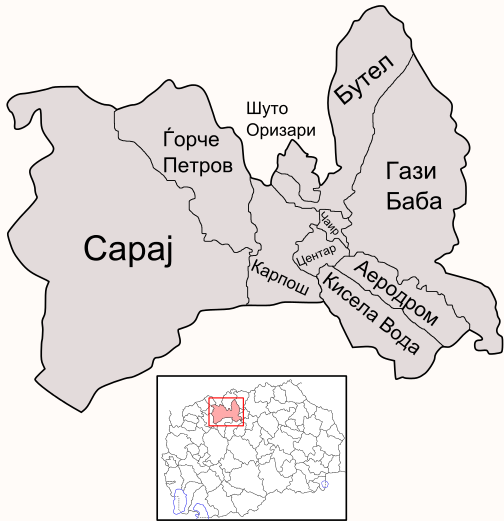 Бутел
Шуто
Оризари
Ѓорче
Петров
Гази
Баба
Чаир
Сарај
Центар
Карпош
Аеродром
Кисела Вода